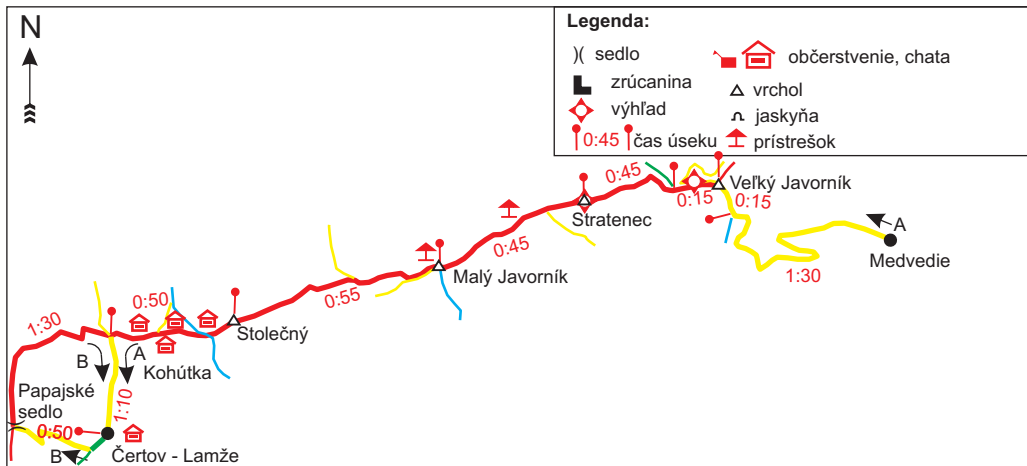 N
Legenda:
)( sedlo
občerstvenie, chata
zrúcanina
vrchol
výhľad
jaskyňa
0:45 čas úseku
prístrešok
0:45
Veľký Javorník
0:15
0:15
A
Stratenec
Medvedie
0:45
1:30
Malý Javorník
0:50
0:55
1:30
Stolečný
B
A
Kohútka
Papajské
sedlo
1:10
0:50
Čertov - Lamže
B